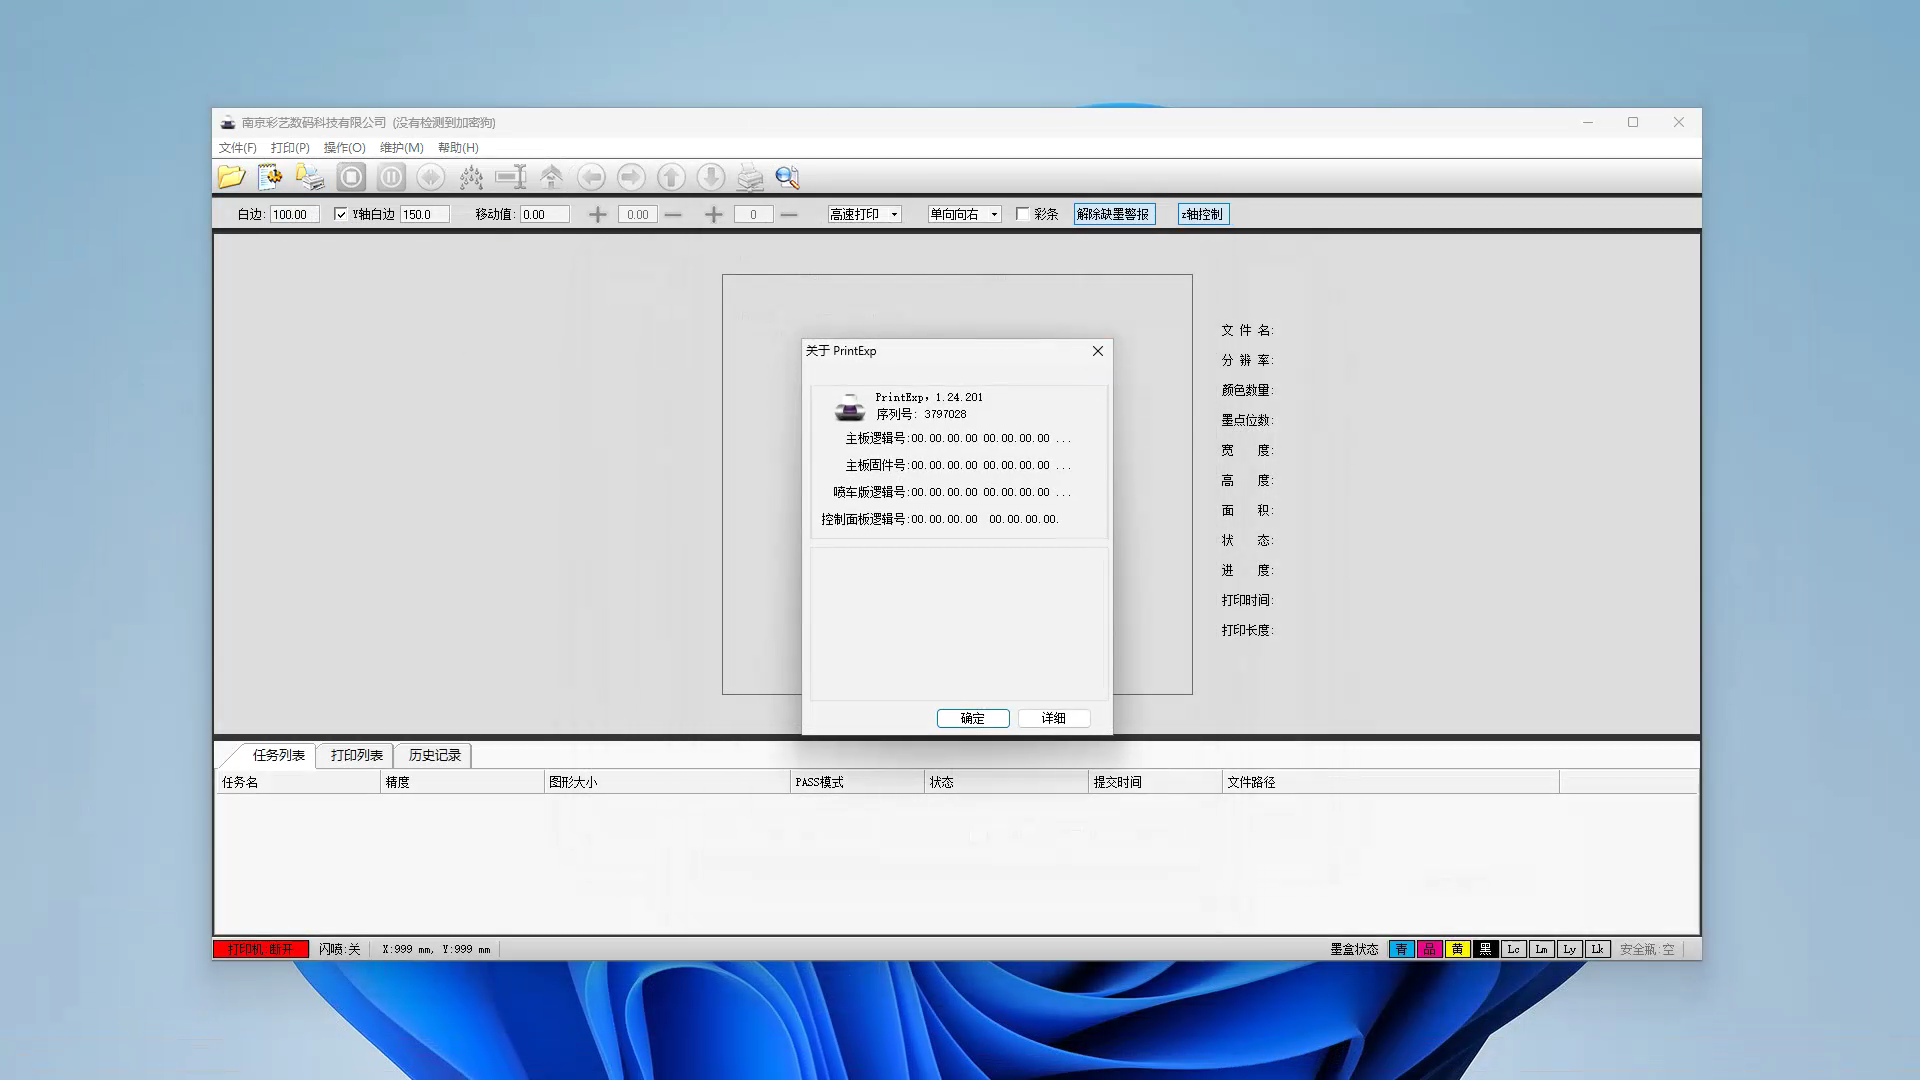 南京彩艺数码科技有限公司 (没有检测到加密狗)
文件(F) 打印(P) 操作(O) 维护(M) 帮助(H)
白边: 100.00 Y轴白边 150.0 移动值: 0.00 0.00 0 高速打印 单向向右 彩条 解除缺墨警报 z轴控制
关于 PrintExp
PrintExp, 1.24.201
序列号: 3797028
主板逻辑号:00.00.00.00 00.00.00.00 ...
主板固件号:00.00.00.00 00.00.00.00 ...
喷车版逻辑号:00.00.00.00 00.00.00.00 ...
控制面板逻辑号:00.00.00.00 00.00.00.00.
确定 详细
文 件 名:
分 辨 率:
颜色数量:
墨点位数:
宽 度:
高 度:
面 积:
状 态:
进 度:
打印时间:
打印长度:
任务列表 打印列表 历史记录
任务名 精度 图形大小 PASS模式 状态 提交时间 文件路径
打印机:断开 闪喷:关 X:999 mm, Y:999 mm 墨盒状态 青 品 黄 黑 Lc Lm Ly Lk 安全瓶:空